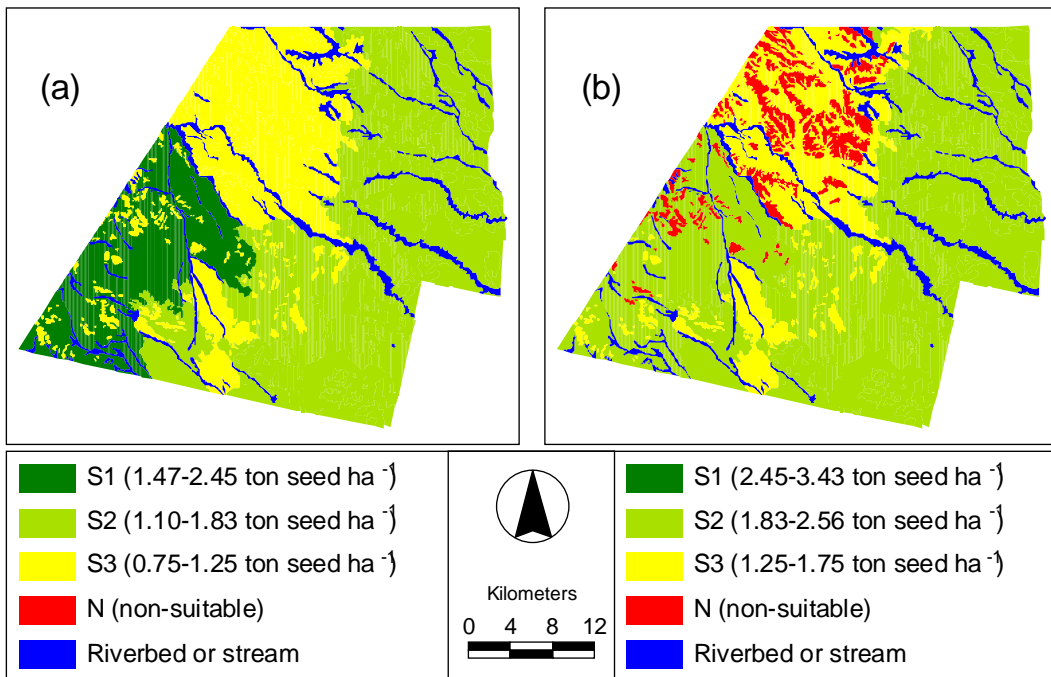 (a)
(b)
S1 (1.47-2.45 ton seed ha -1)
S2 (1.10-1.83 ton seed ha -1)
S3 (0.75-1.25 ton seed ha -1)
N (non-suitable)
Riverbed or stream
Kilometers
0 4 8 12
S1 (2.45-3.43 ton seed ha -1)
S2 (1.83-2.56 ton seed ha -1)
S3 (1.25-1.75 ton seed ha -1)
N (non-suitable)
Riverbed or stream